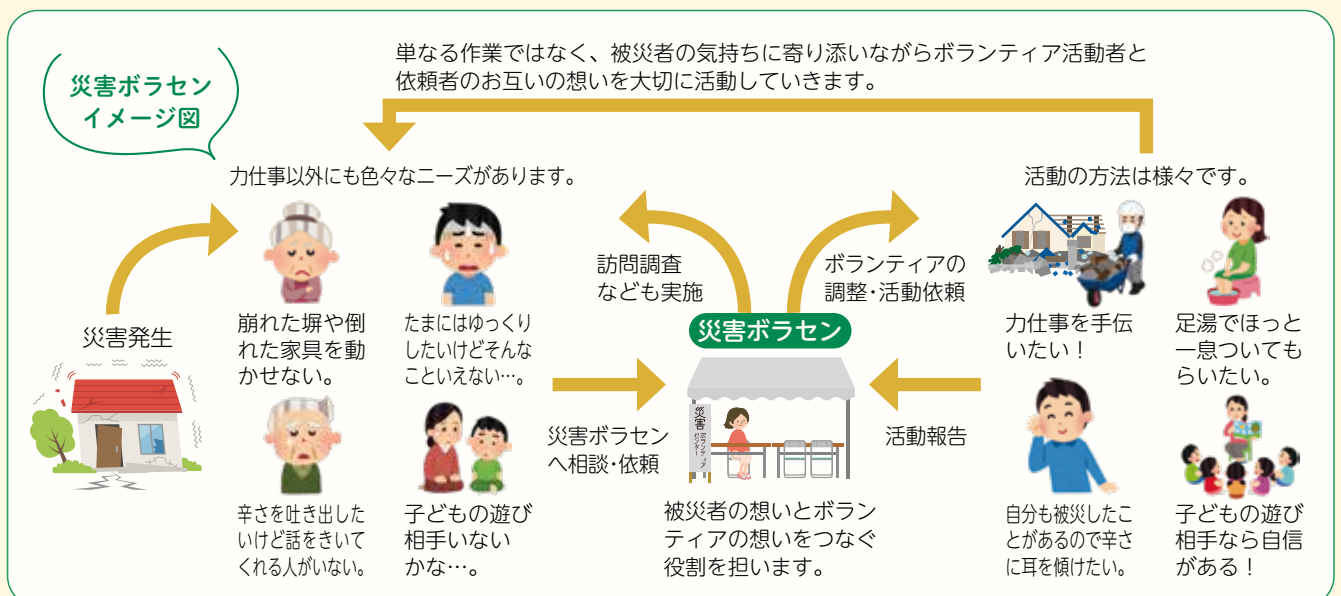 災害ボラセン
イメージ図
単なる作業ではなく、被災者の気持ちに寄り添いながらボランティア活動者と
依頼者のお互いの想いを大切に活動していきます。
災害発生
力仕事以外にも色々なニーズがあります。
崩れた塀や倒
れた家具を動
かせない。
たまにはゆっくり
したいけどそんな
こといえない…。
辛さを吐き出した
いけど話をきいて
くれる人がいない。
子どもの遊び
相手いない
かな…。
訪問調査
なども実施
ボランティアの
調整・活動依頼
災害ボラセン
災害ボラセン
へ相談・依頼
災害
ボランティア
センター
活動報告
被災者の想いとボラン
ティアの想いをつなぐ
役割を担います。
活動の方法は様々です。
力仕事を手伝
いたい！
足湯でほっと
一息ついても
らいたい。
自分も被災したこ
とがあるので辛さ
に耳を傾けたい。
子どもの遊び
相手なら自信
がある！